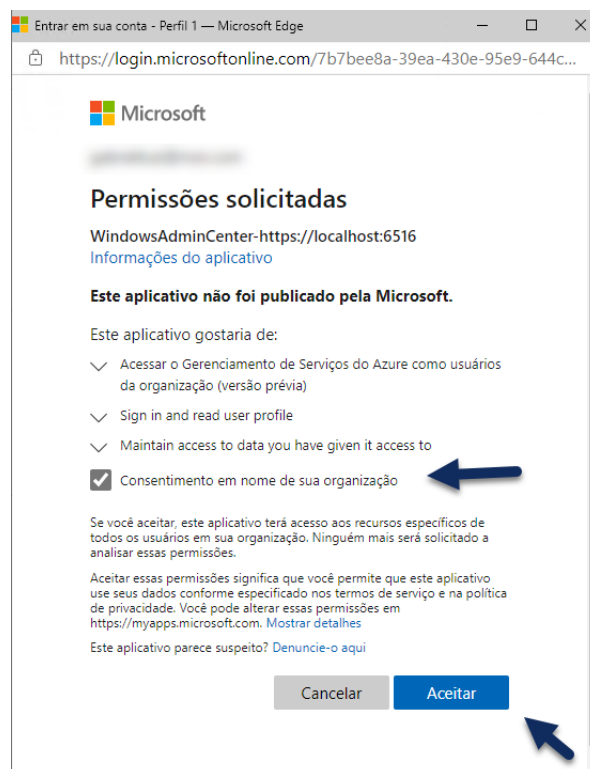 Entrar em sua conta - Perfil 1 — Microsoft Edge
https://login.microsoftonline.com/7b7bee8a-39ea-430e-95e9-644c...
Microsoft
Permissões solicitadas
WindowsAdminCenter-https://localhost:6516
Informações do aplicativo
Este aplicativo não foi publicado pela Microsoft.
Este aplicativo gostaria de:
Acessar o Gerenciamento de Serviços do Azure como usuários
da organização (versão prévia)
Sign in and read user profile
Maintain access to data you have given it access to
Consentimento em nome de sua organização
Se você aceitar, este aplicativo terá acesso aos recursos específicos de
todos os usuários em sua organização. Ninguém mais será solicitado a
analisar essas permissões.
Aceitar essas permissões significa que você permite que este aplicativo
use seus dados conforme especificado nos termos de serviço e na política
de privacidade. Você pode alterar essas permissões em
https://myapps.microsoft.com. Mostrar detalhes
Este aplicativo parece suspeito? Denuncie-o aqui
Cancelar
Aceitar